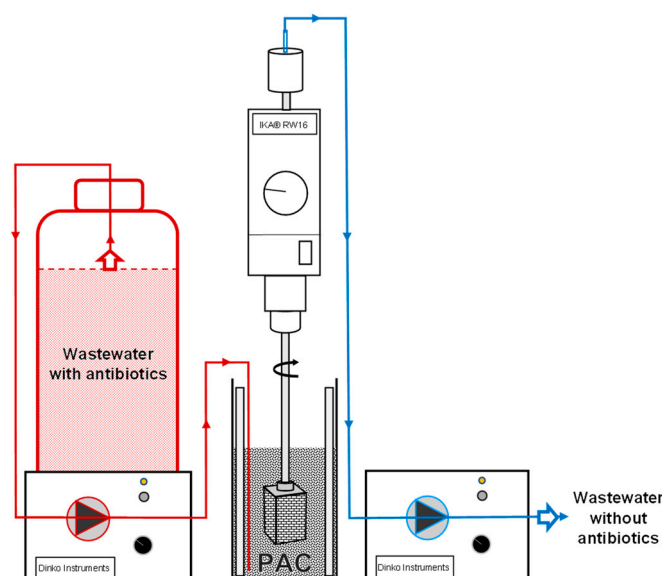 IKA® RW16
Wastewater
with antibiotics
PAC
Wastewater
without
antibiotics
Dinko Instruments
Dinko Instruments